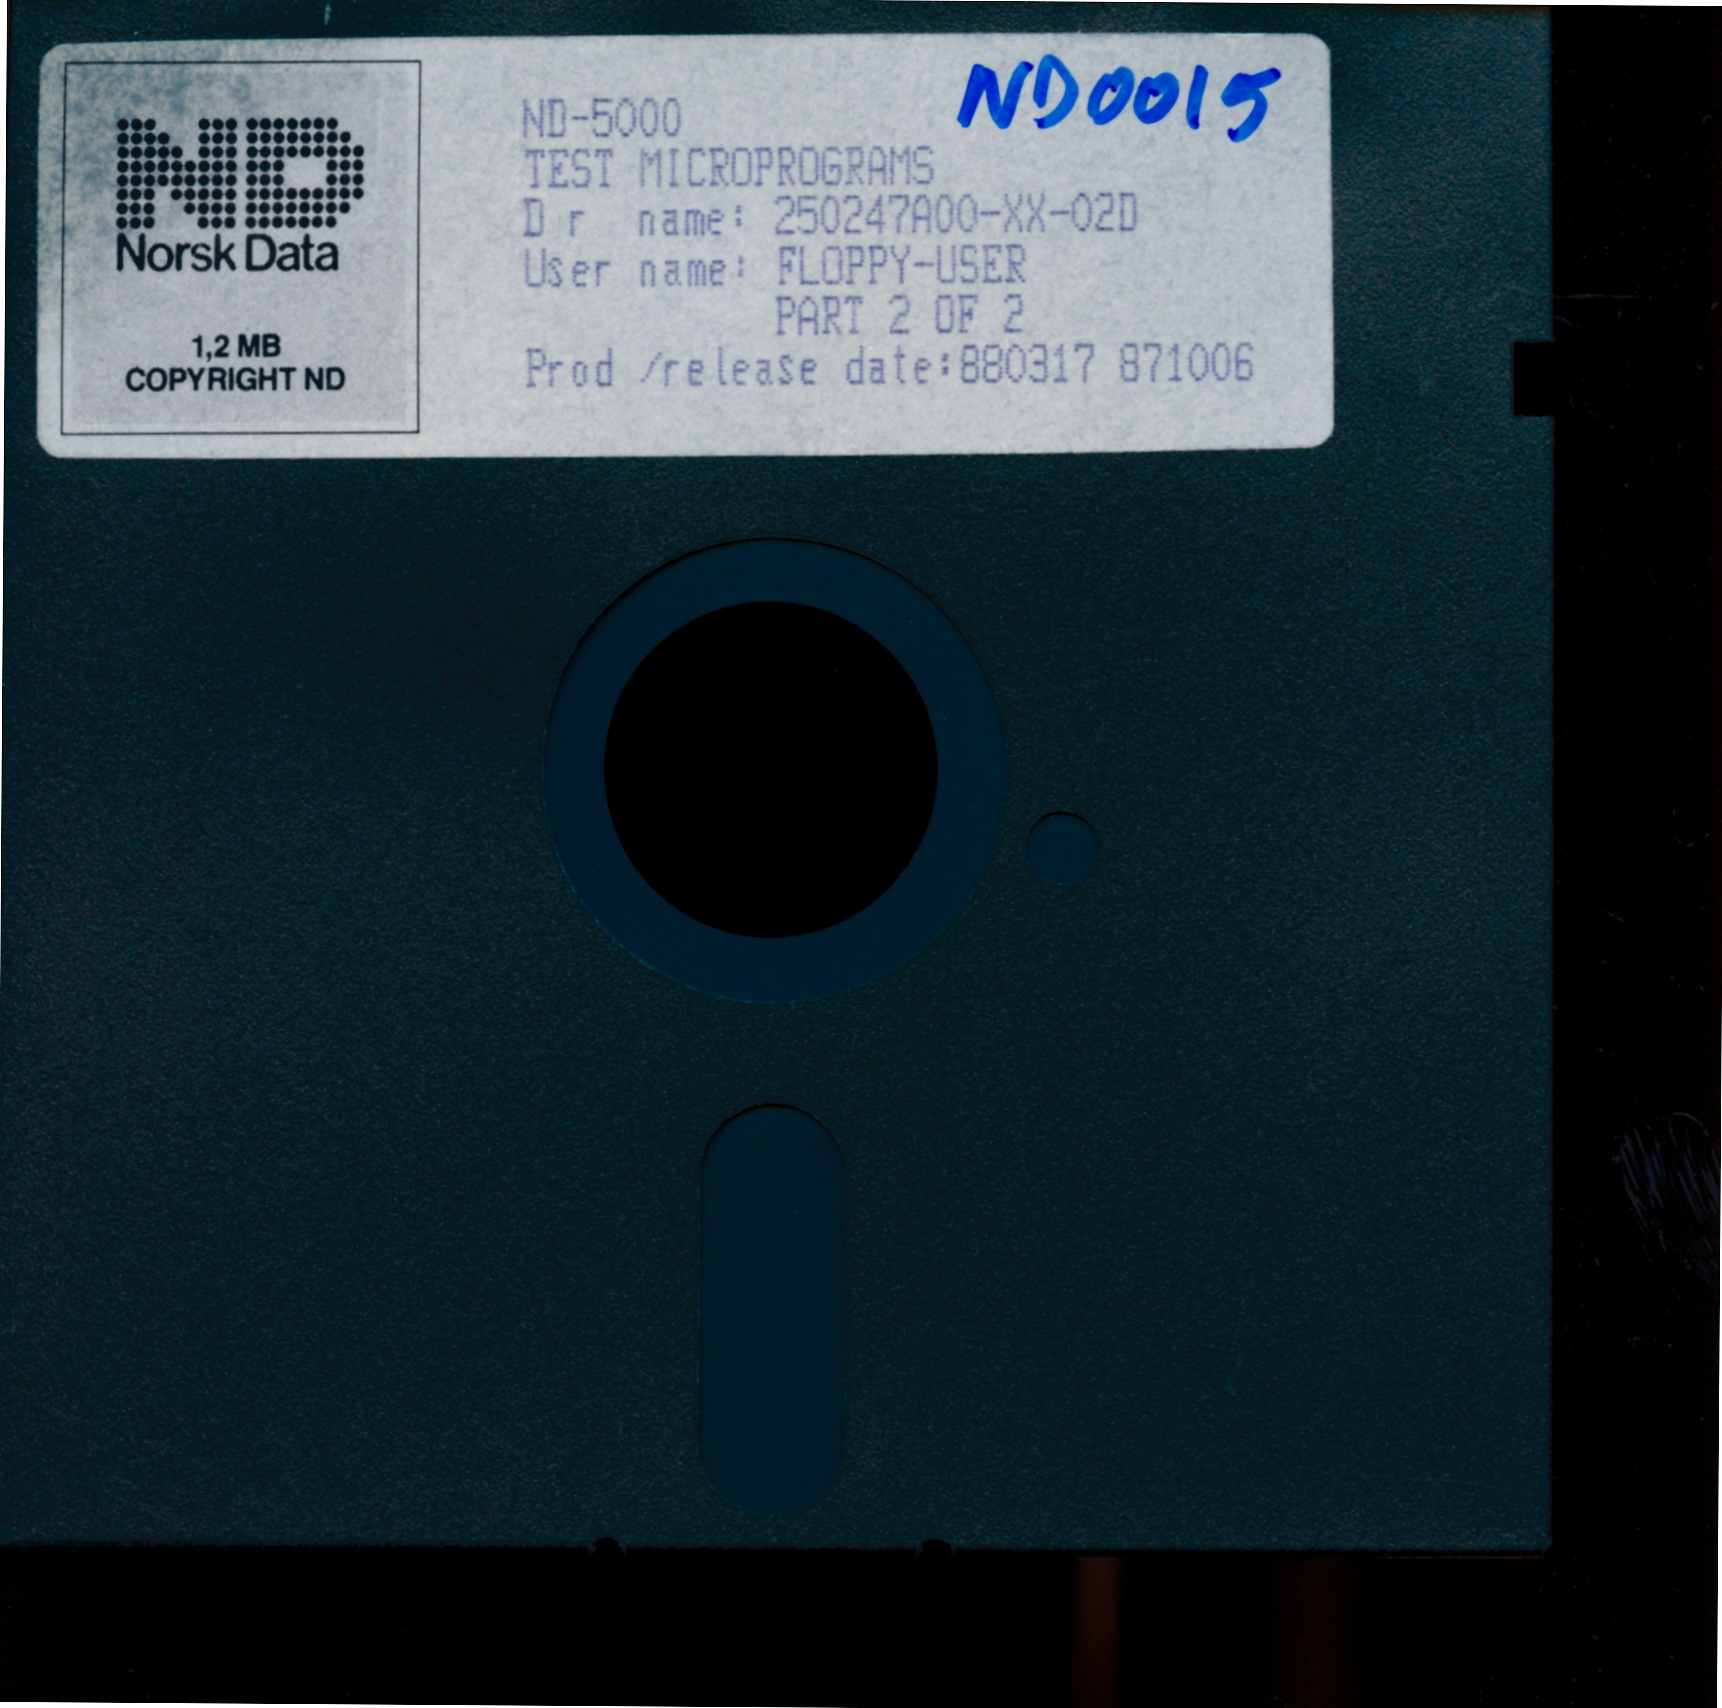 ND
Norsk Data
1,2 MB
COPYRIGHT ND
ND0015
ND-5000
TEST MICROPROGRAMS
D r name: 250247A00-XX-02D
User name: FLOPPY-USER
PART 2 OF 2
Prod /release date:880317 871006